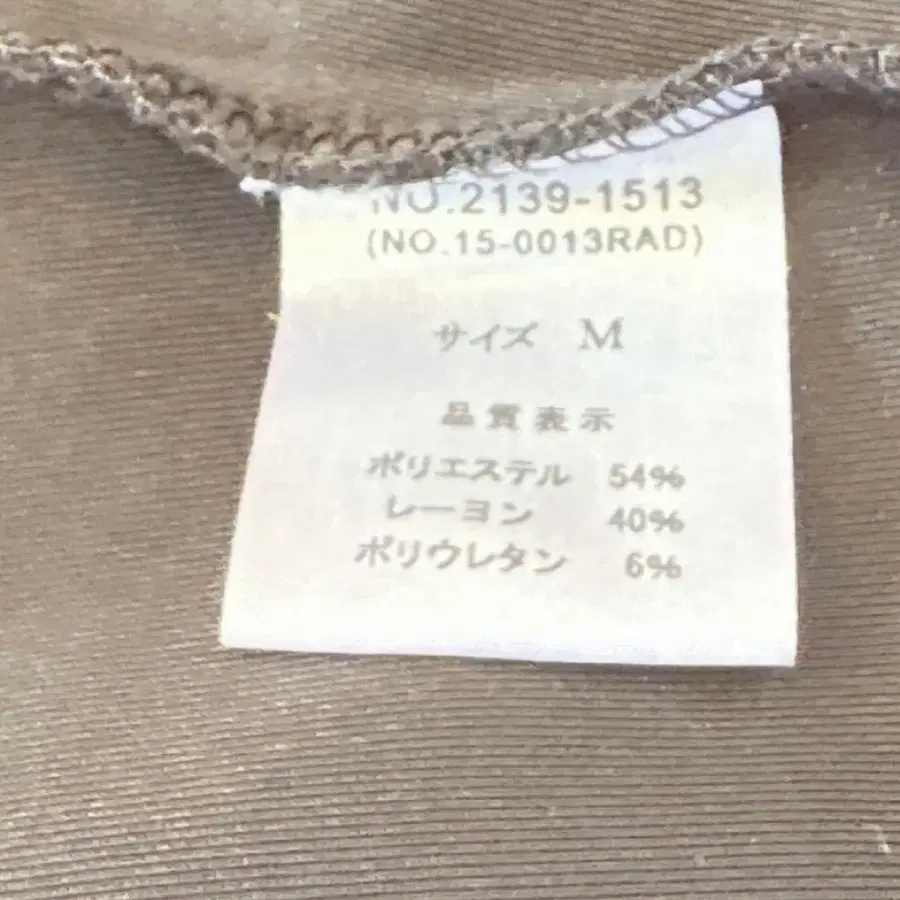 NO.2139-1513
(NO.15-0013RAD)
サイズ M
品質表示
ポリエステル 54%
レーヨン 40%
ポリウレタン 6%